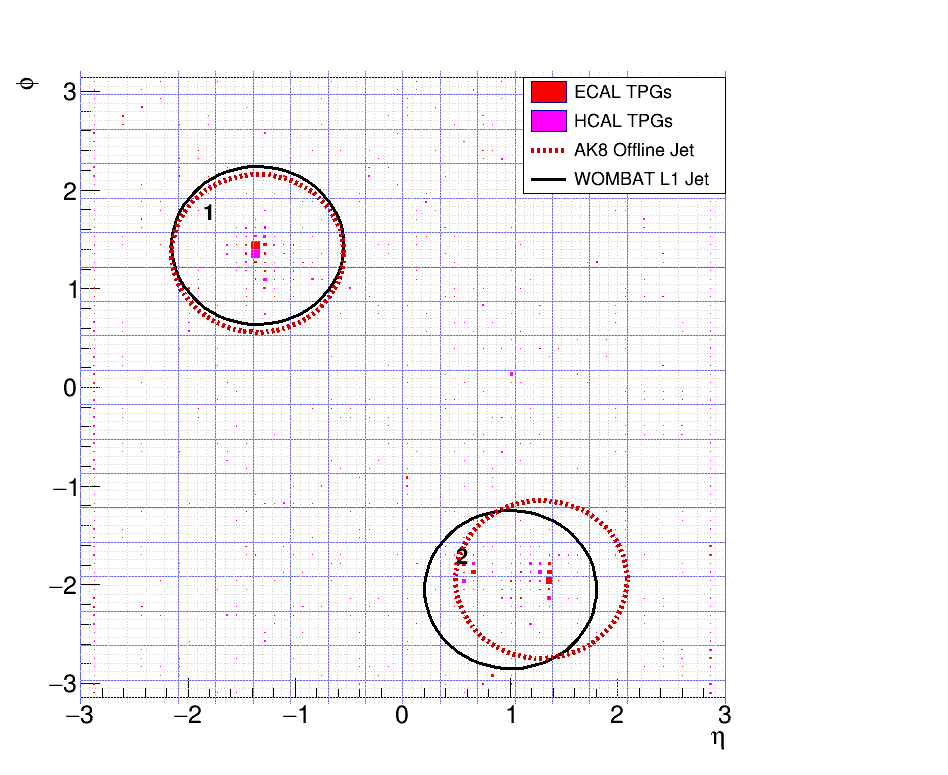 φ
3
ECAL TPGs
HCAL TPGs
AK8 Offline Jet
2
WOMBAT L1 Jet
1
1
0
−1
2
−2
−3
−3 −2 −1 0 1 2 3
η